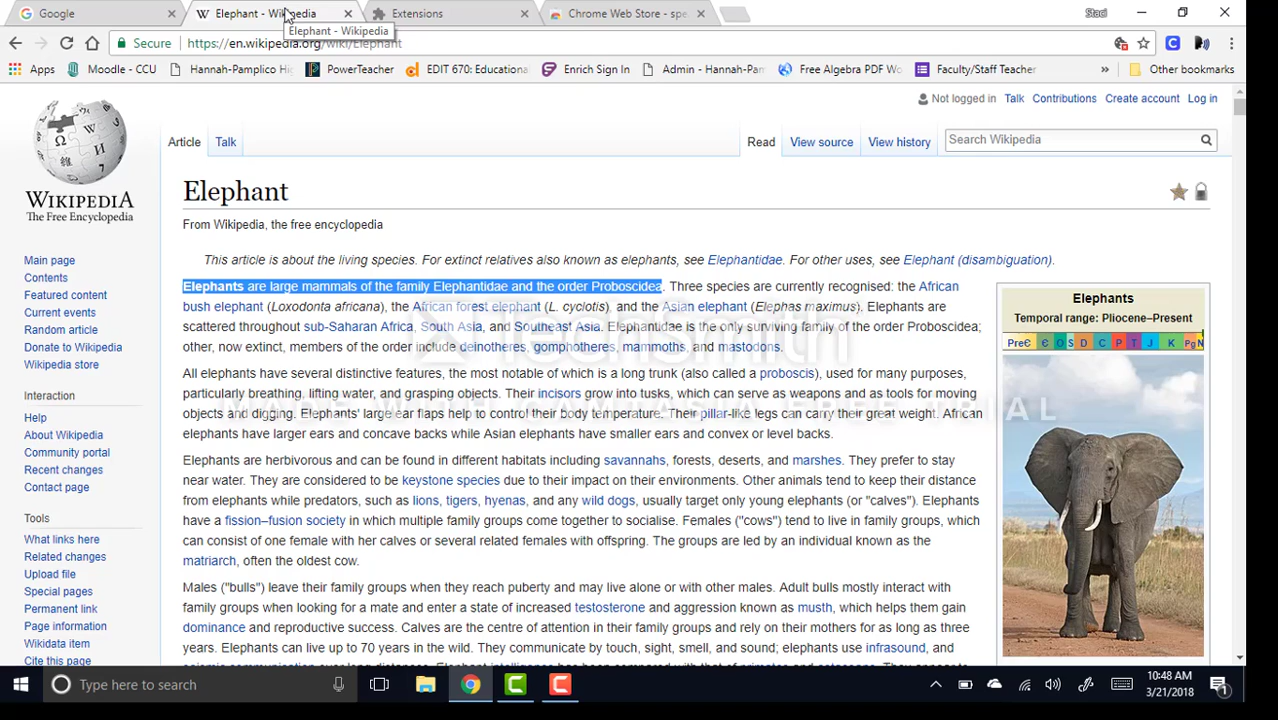 Google
Elephant - Wikipedia
Extensions
Chrome Web Store - spe
Staci
Elephant - Wikipedia
Secure
https://en.wikipedia.org/wiki/Elephant
Apps
Moodle - CCU
Hannah-Pamplico Hi
PowerTeacher
EDIT 670: Educational
Enrich Sign In
Admin - Hannah-Pam
Free Algebra PDF Wo
Faculty/Staff Teacher
»
Other bookmarks
Not logged in Talk Contributions Create account Log in
Article Talk
Read View source View history
Search Wikipedia
WIKIPEDIA
The Free Encyclopedia
Main page
Contents
Featured content
Current events
Random article
Donate to Wikipedia
Wikipedia store
Interaction
Help
About Wikipedia
Community portal
Recent changes
Contact page
Tools
What links here
Related changes
Upload file
Special pages
Permanent link
Page information
Wikidata item
Cite this page
Elephant
From Wikipedia, the free encyclopedia
This article is about the living species. For extinct relatives also known as elephants, see Elephantidae. For other uses, see Elephant (disambiguation).
Elephants are large mammals of the family Elephantidae and the order Proboscidea. Three species are currently recognised: the African
bush elephant (Loxodonta africana), the African forest elephant (L. cyclotis), and the Asian elephant (Elephas maximus). Elephants are
scattered throughout sub-Saharan Africa, South Asia, and Southeast Asia. Elephantidae is the only surviving family of the order Proboscidea;
other, now extinct, members of the order include deinotheres, gomphotheres, mammoths, and mastodons.
All elephants have several distinctive features, the most notable of which is a long trunk (also called a proboscis), used for many purposes,
particularly breathing, lifting water, and grasping objects. Their incisors grow into tusks, which can serve as weapons and as tools for moving
objects and digging. Elephants' large ear flaps help to control their body temperature. Their pillar-like legs can carry their great weight. African
elephants have larger ears and concave backs while Asian elephants have smaller ears and convex or level backs.
Elephants are herbivorous and can be found in different habitats including savannahs, forests, deserts, and marshes. They prefer to stay
near water. They are considered to be keystone species due to their impact on their environments. Other animals tend to keep their distance
from elephants while predators, such as lions, tigers, hyenas, and any wild dogs, usually target only young elephants (or "calves"). Elephants
have a fission–fusion society in which multiple family groups come together to socialise. Females ("cows") tend to live in family groups, which
can consist of one female with her calves or several related females with offspring. The groups are led by an individual known as the
matriarch, often the oldest cow.
Males ("bulls") leave their family groups when they reach puberty and may live alone or with other males. Adult bulls mostly interact with
family groups when looking for a mate and enter a state of increased testosterone and aggression known as musth, which helps them gain
dominance and reproductive success. Calves are the centre of attention in their family groups and rely on their mothers for as long as three
years. Elephants can live up to 70 years in the wild. They communicate by touch, sight, smell, and sound; elephants use infrasound,
Elephants
Temporal range: Pliocene–Present
PreЄ Є O S D C P T J K Pg N
TechSmith
MADE WITH CAMTASIA FREE TRIAL
Type here to search
10:48 AM
3/21/2018
1